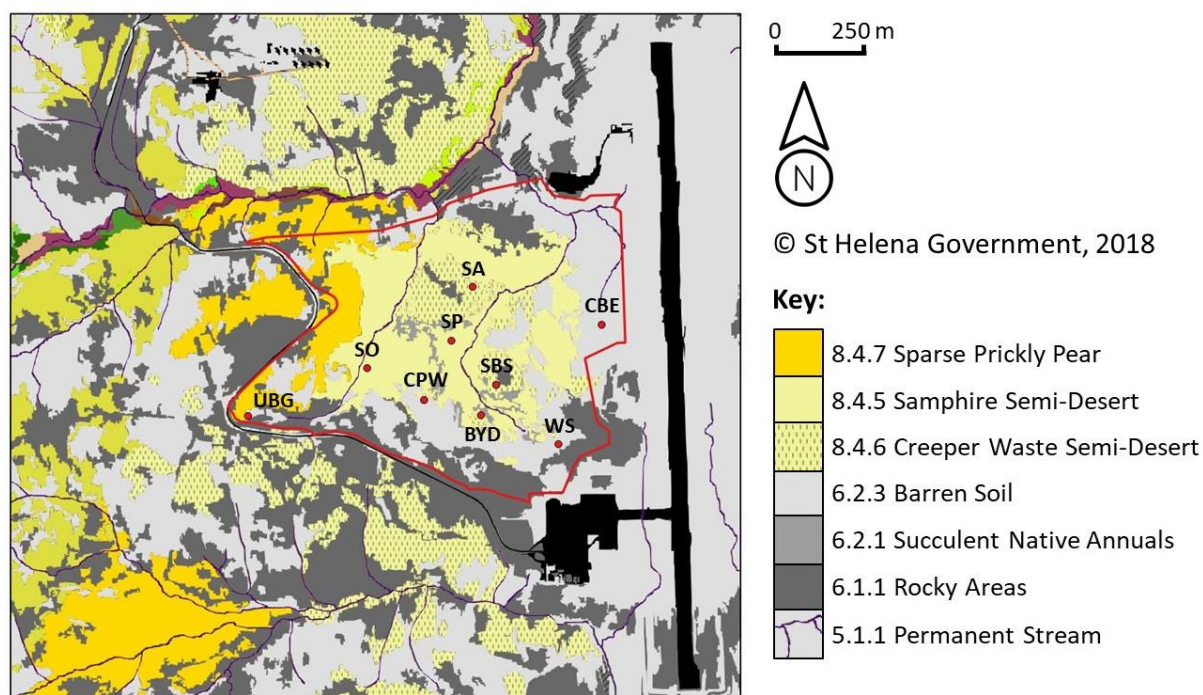 0 250 m
N
© St Helena Government, 2018
Key:
8.4.7 Sparse Prickly Pear
8.4.5 Samphire Semi-Desert
8.4.6 Creeper Waste Semi-Desert
6.2.3 Barren Soil
6.2.1 Succulent Native Annuals
6.1.1 Rocky Areas
5.1.1 Permanent Stream
SA
CBE
SP
SO
SBS
CPW
UBG
BYD
WS